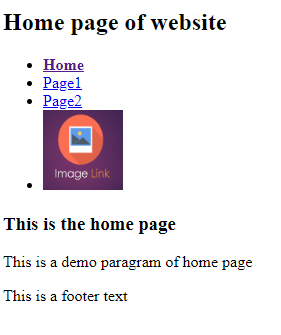 Home page of website
Home
Page1
Page2
Image Link
This is the home page
This is a demo paragram of home page
This is a footer text